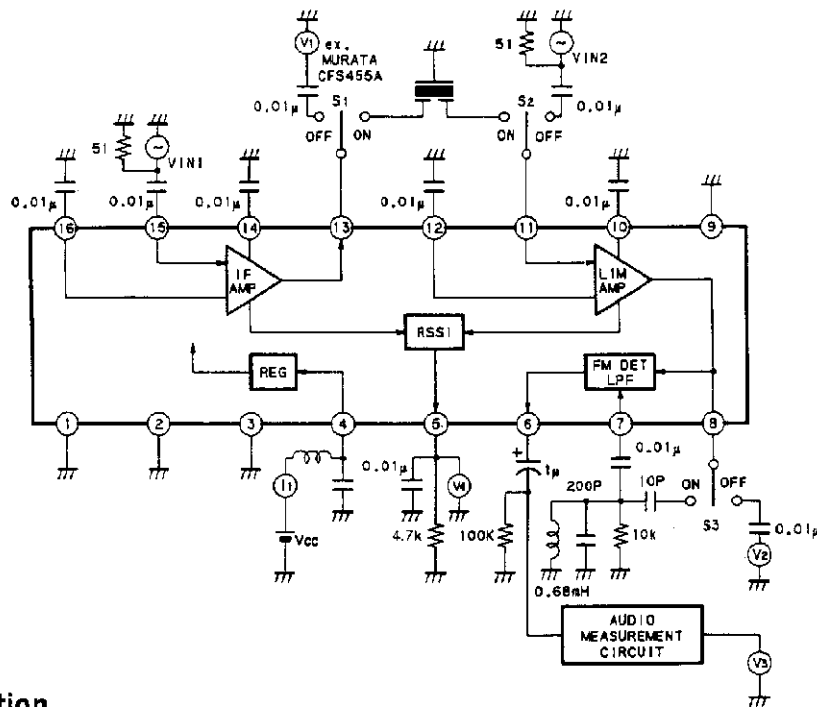 V1
ex.
MURATA
CFS455A
51
VIN2
0.01μ
S1
OFF
ON
S2
ON
OFF
0.01μ
51
VIN1
0.01μ
0.01μ
0.01μ
0.01μ
0.01μ
16
15
14
13
12
11
10
9
IF
AMP
LIM
AMP
RSSI
REG
FM DET
LPF
1
2
3
4
5
6
7
8
I1
Vcc
0.01μ
V4
4.7k
+
1μ
100K
0.01μ
200P
10P
ON
OFF
S3
10k
0.68mH
0.01μ
V2
AUDIO
MEASUREMENT
CIRCUIT
V3